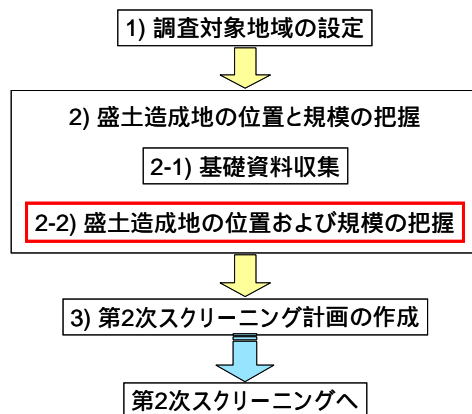 1) 調査対象地域の設定
2) 盛土造成地の位置と規模の把握
2-1) 基礎資料収集
2-2) 盛土造成地の位置および規模の把握
3) 第2次スクリーニング計画の作成
第2次スクリーニングへ